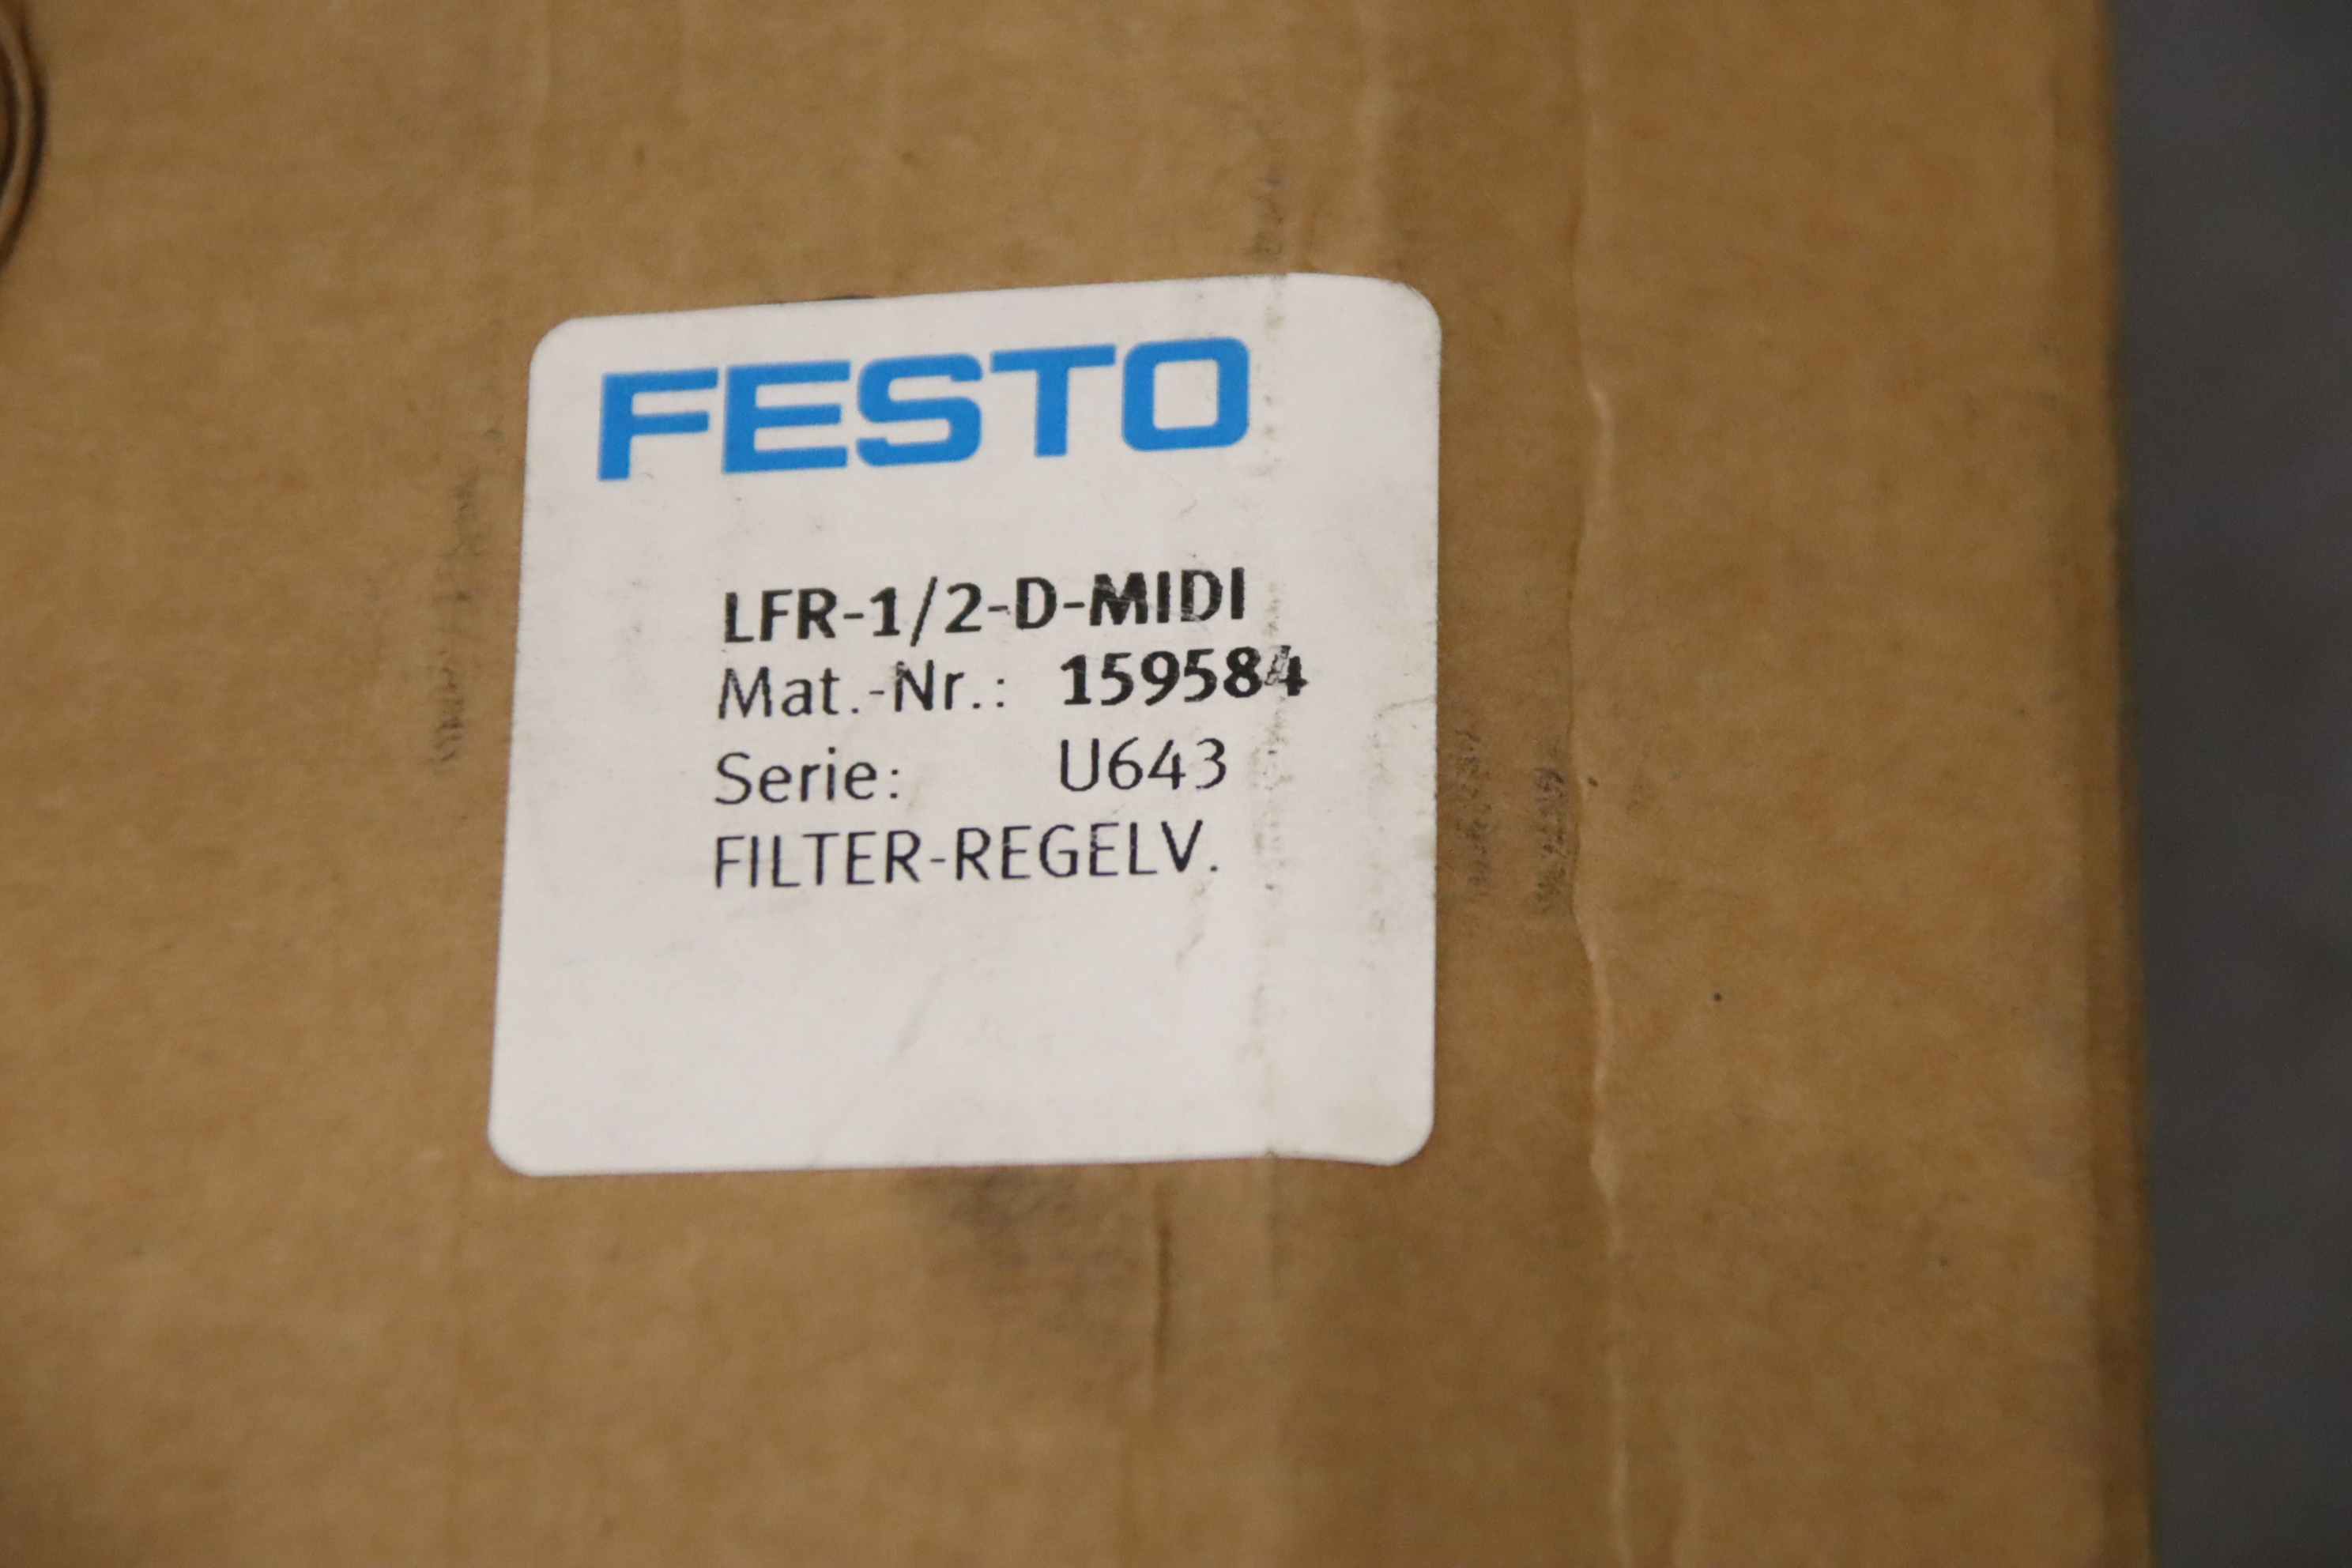 FESTO
LFR-1/2-D-MIDI
Mat.-Nr.: 159584
Serie: U643
FILTER-REGELV.